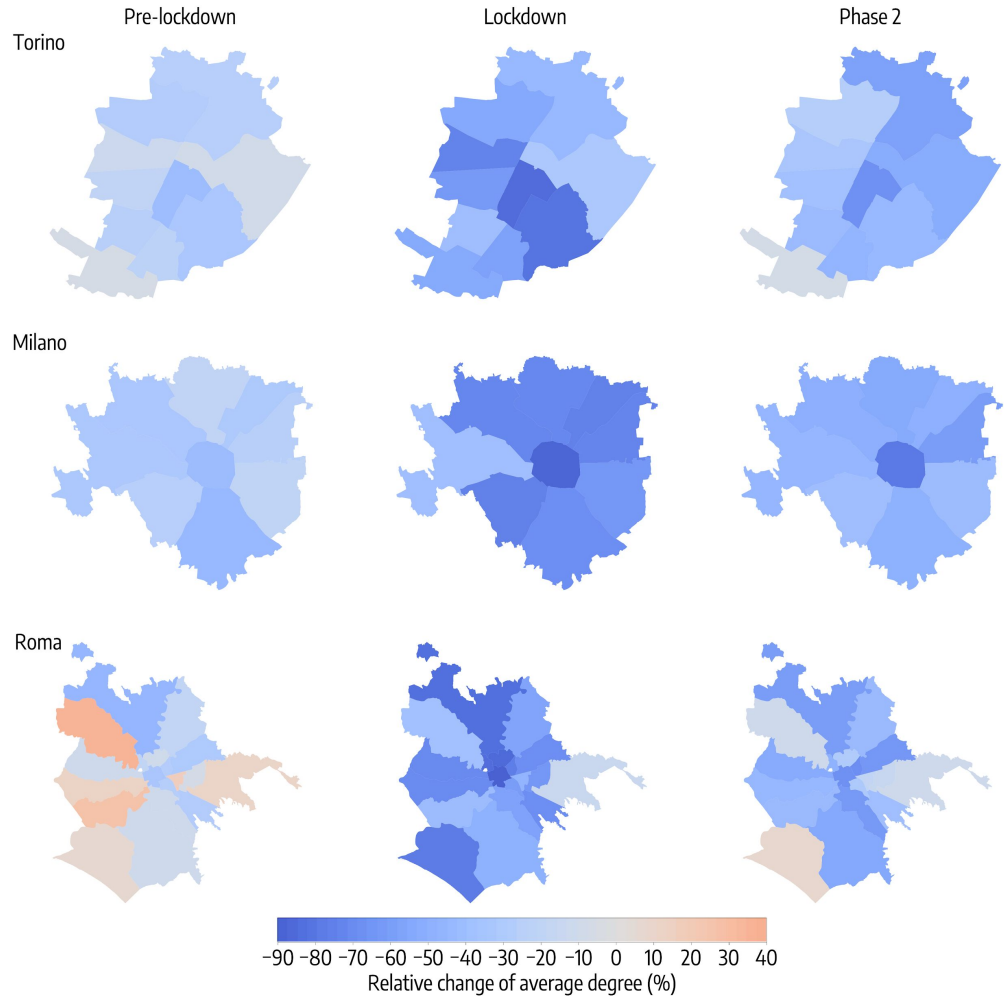 Pre-lockdown Lockdown Phase 2
Torino
Milano
Roma
−90 −80 −70 −60 −50 −40 −30 −20 −10 0 10 20 30 40
Relative change of average degree (%)